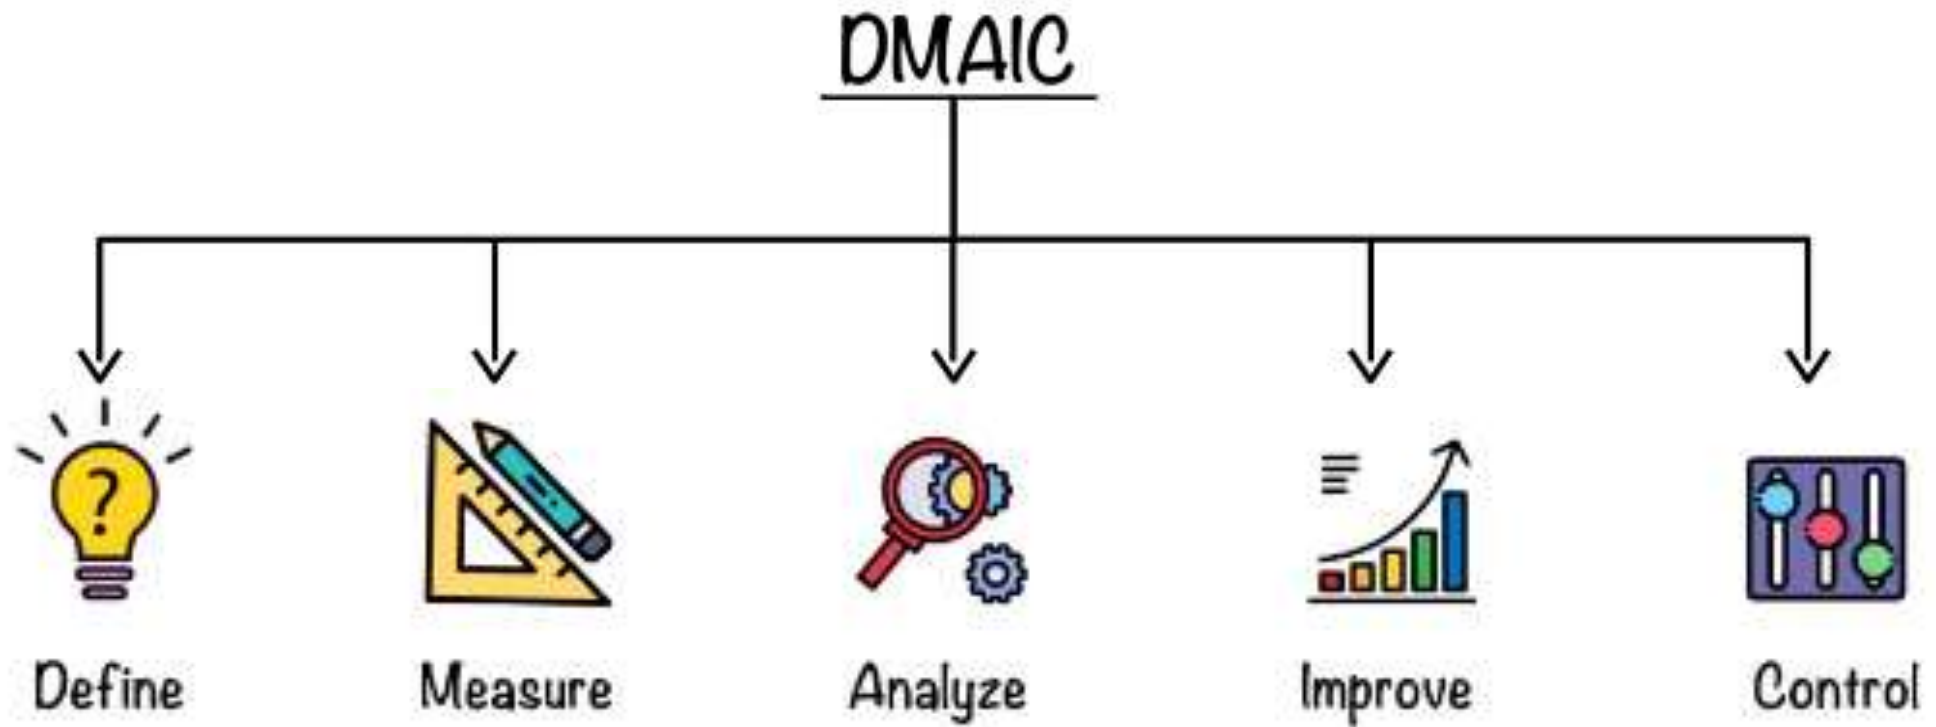 DMAIC
?
Define
Measure
Analyze
Improve
Control